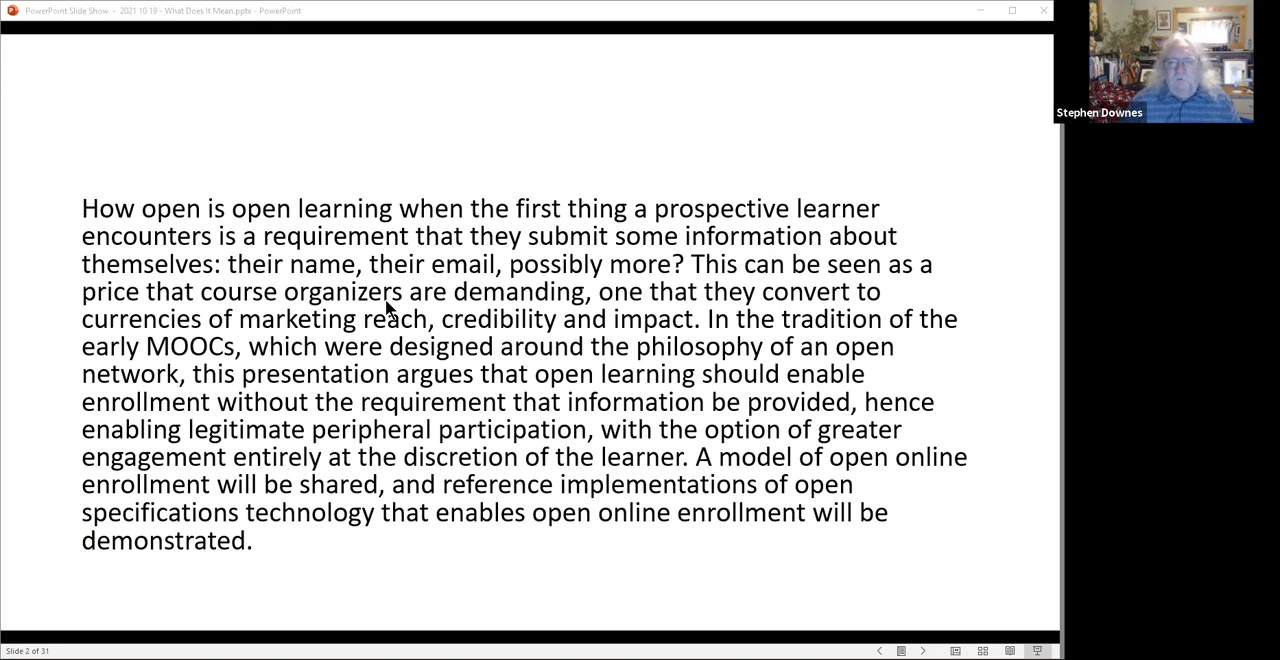 PowerPoint Slide Show - 2021 10 19 - What Does It Mean.pptx - PowerPoint
Stephen Downes
How open is open learning when the first thing a prospective learner
encounters is a requirement that they submit some information about
themselves: their name, their email, possibly more? This can be seen as a
price that course organizers are demanding, one that they convert to
currencies of marketing reach, credibility and impact. In the tradition of the
early MOOCs, which were designed around the philosophy of an open
network, this presentation argues that open learning should enable
enrollment without the requirement that information be provided, hence
enabling legitimate peripheral participation, with the option of greater
engagement entirely at the discretion of the learner. A model of open online
enrollment will be shared, and reference implementations of open
specifications technology that enables open online enrollment will be
demonstrated.
Slide 2 of 31